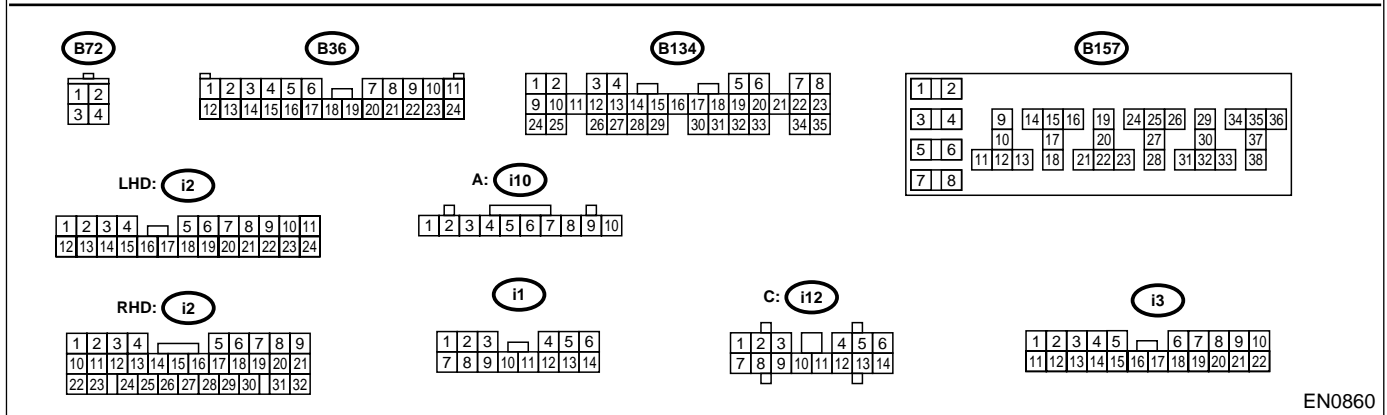 B72
B36
B134
B157
1 2
3 4
1 2 3 4 5 6 7 8 9 10 11
12 13 14 15 16 17 18 19 20 21 22 23 24
1 2 3 4 5 6 7 8
9 10 11 12 13 14 15 16 17 18 19 20 21 22 23
24 25 26 27 28 29 30 31 32 33 34 35
1 2
3 4
5 6
7 8
9 14 15 16 19 24 25 26 29 34 35 36
10 17 20 27 30 37
11 12 13 18 21 22 23 28 31 32 33 38
LHD: i2
A: i10
1 2 3 4 5 6 7 8 9 10 11
12 13 14 15 16 17 18 19 20 21 22 23 24
1 2 3 4 5 6 7 8 9 10
RHD: i2
i1
C: i12
i3
1 2 3 4 5 6 7 8 9
10 11 12 13 14 15 16 17 18 19 20 21
22 23 24 25 26 27 28 29 30 31 32
1 2 3 4 5 6
7 8 9 10 11 12 13 14
1 2 3 4 5 6
7 8 9 10 11 12 13 14
1 2 3 4 5 6 7 8 9 10
11 12 13 14 15 16 17 18 19 20 21 22
EN0860